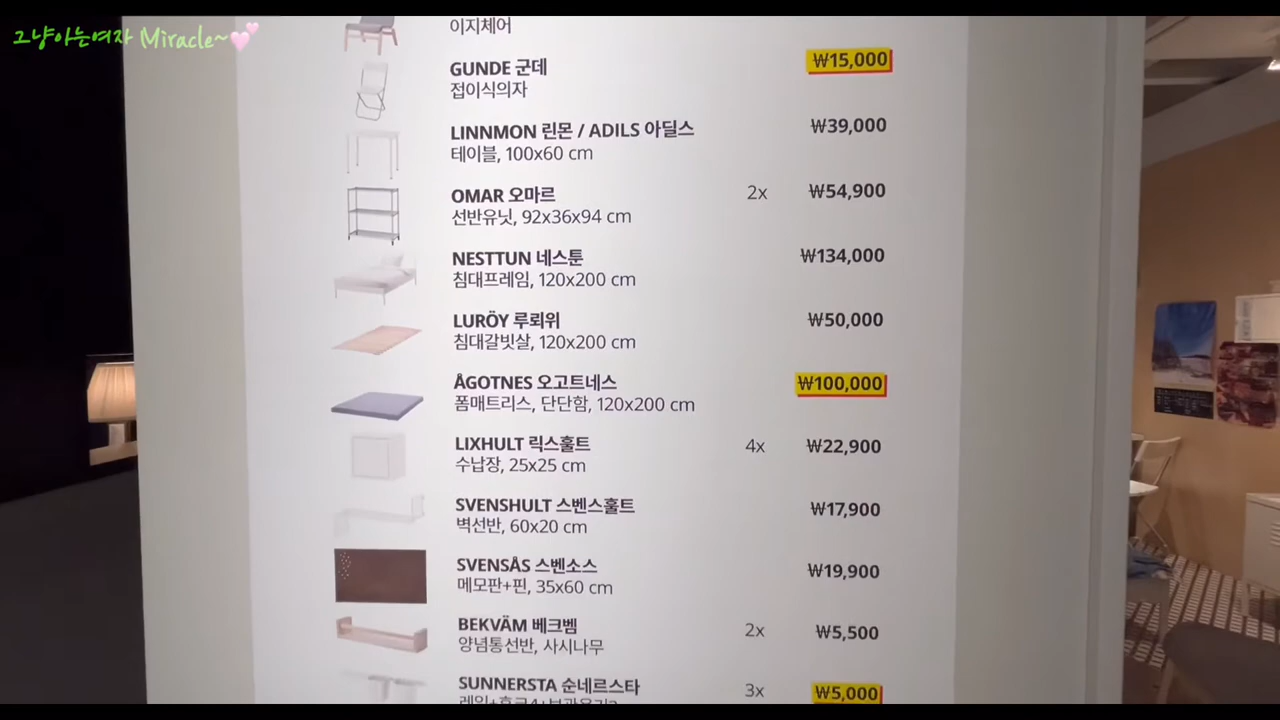 그냥아는여자 Miracle~
이지체어
GUNDE 군데 ₩15,000
접이식의자
LINNMON 린몬 / ADILS 아딜스 ₩39,000
테이블, 100x60 cm
OMAR 오마르 2x ₩54,900
선반유닛, 92x36x94 cm
NESTTUN 네스툰 ₩134,000
침대프레임, 120x200 cm
LURÖY 루뢰위 ₩50,000
침대갈빗살, 120x200 cm
ÅGOTNES 오고트네스 ₩100,000
폼매트리스, 단단함, 120x200 cm
LIXHULT 릭스훌트 4x ₩22,900
수납장, 25x25 cm
SVENSHULT 스벤스훌트 ₩17,900
벽선반, 60x20 cm
SVENSÅS 스벤소스 ₩19,900
메모판+핀, 35x60 cm
BEKVÄM 베크벰 2x ₩5,500
양념통선반, 사시나무
SUNNERSTA 순네르스타 3x ₩5,000